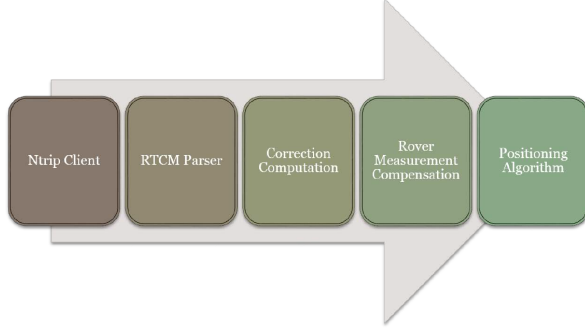 Ntrip Client
RTCM Parser
Correction
Computation
Rover
Measurement
Compensation
Positioning
Algorithm